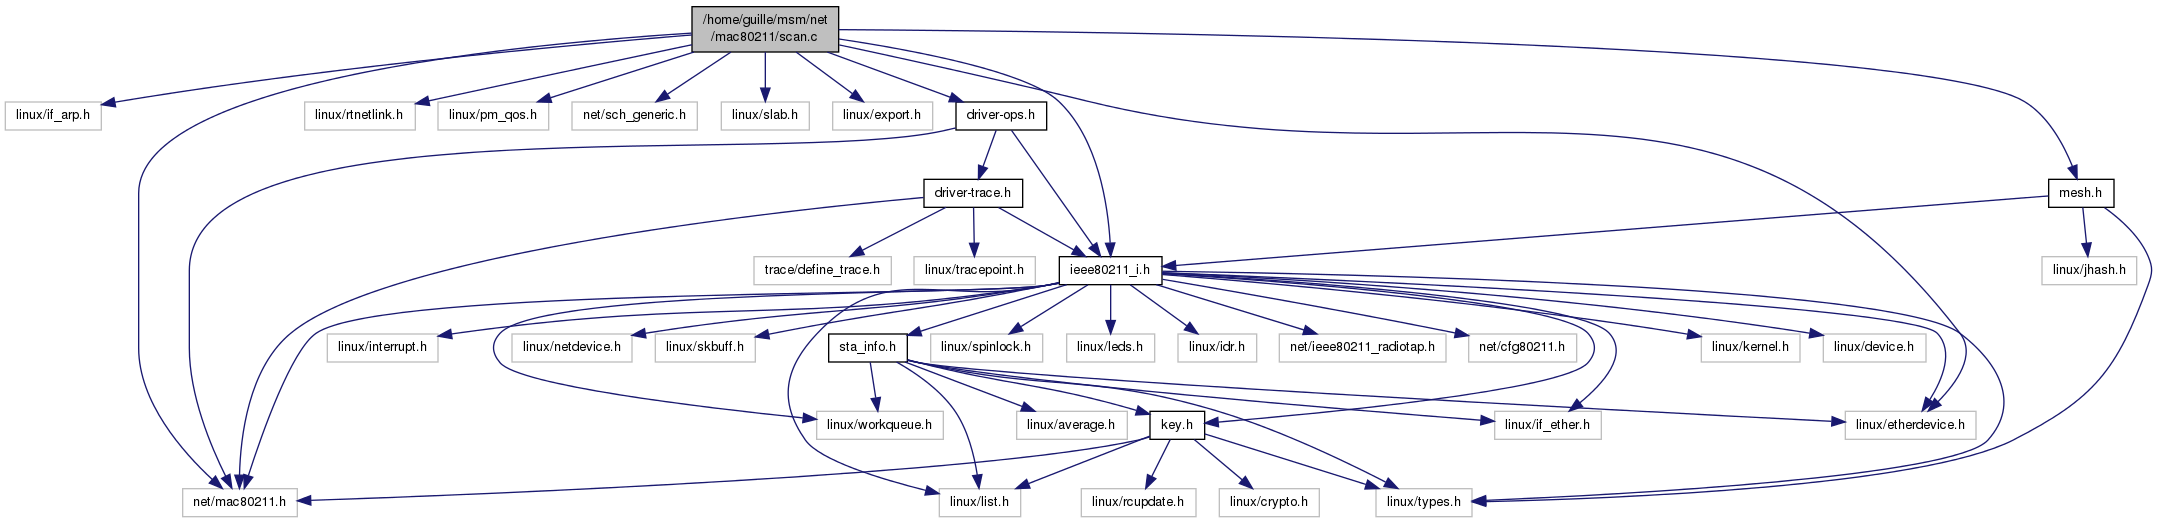 /home/guille/msm/net
/mac80211/scan.c
linux/if_arp.h
linux/rtnetlink.h
linux/pm_qos.h
net/sch_generic.h
linux/slab.h
linux/export.h
driver-ops.h
driver-trace.h
mesh.h
trace/define_trace.h
linux/tracepoint.h
ieee80211_i.h
linux/jhash.h
linux/interrupt.h
linux/netdevice.h
linux/skbuff.h
sta_info.h
linux/spinlock.h
linux/leds.h
linux/idr.h
net/ieee80211_radiotap.h
net/cfg80211.h
linux/kernel.h
linux/device.h
linux/workqueue.h
linux/average.h
key.h
linux/if_ether.h
linux/etherdevice.h
net/mac80211.h
linux/list.h
linux/rcupdate.h
linux/crypto.h
linux/types.h